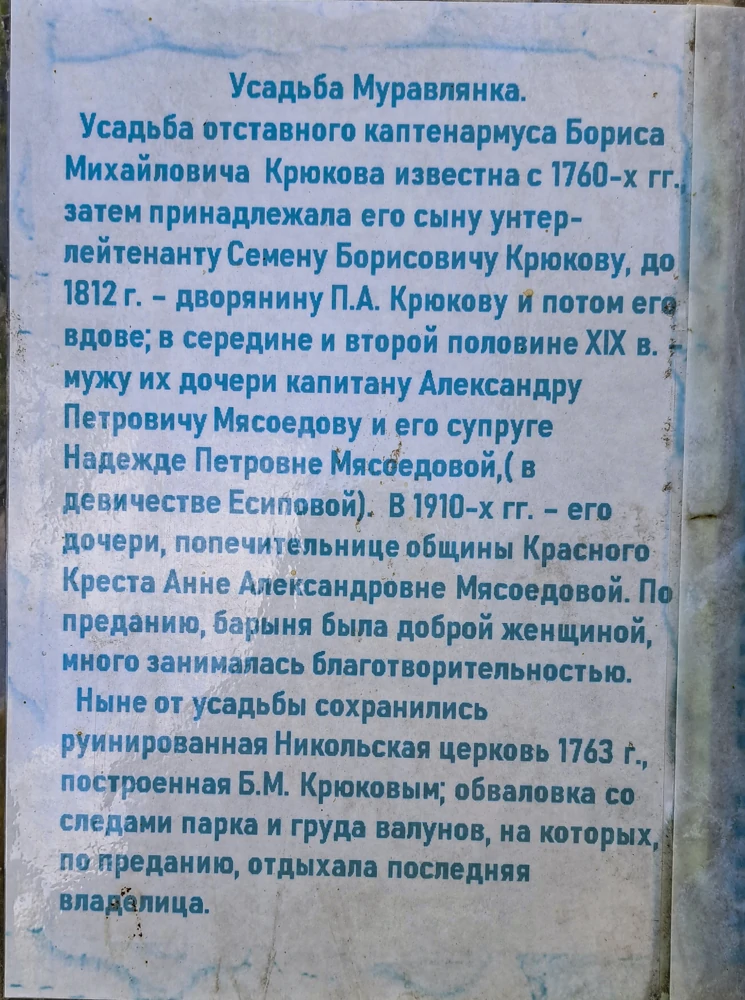 Усадьба Муравлянка.
Усадьба отставного каптенармуса Бориса
Михайловича Крюкова известна с 1760-х гг.,
затем принадлежала его сыну унтер-
лейтенанту Семену Борисовичу Крюкову, до
1812 г. – дворянину П.А. Крюкову и потом его
вдове; в середине и второй половине XIX в. –
мужу их дочери капитану Александру
Петровичу Мясоедову и его супруге
Надежде Петровне Мясоедовой,( в
девичестве Есиповой). В 1910-х гг. – его
дочери, попечительнице общины Красного
Креста Анне Александровне Мясоедовой. По
преданию, барыня была доброй женщиной,
много занималась благотворительностью.
Ныне от усадьбы сохранились
руинированная Никольская церковь 1763 г.,
построенная Б.М. Крюковым; обваловка со
следами парка и груда валунов, на которых,
по преданию, отдыхала последняя
владелица.